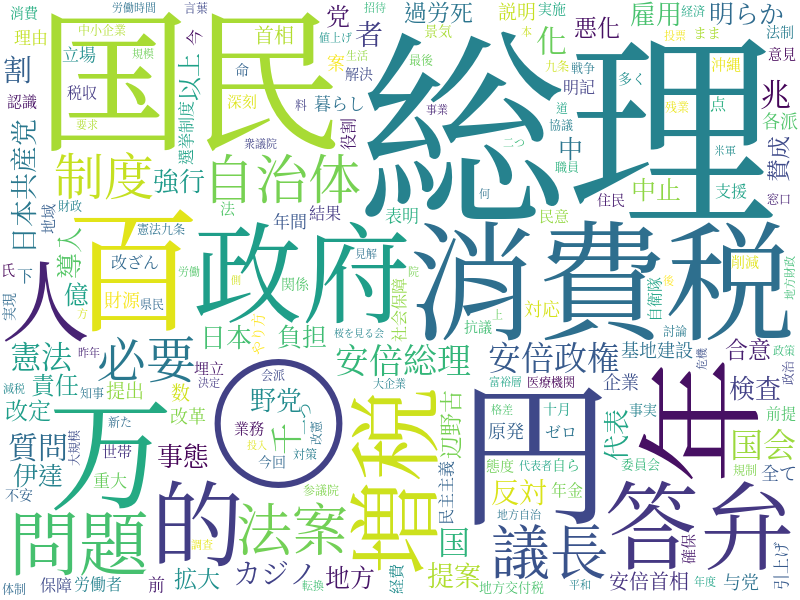 消費
労働時間
言葉
国民
招待
過労死
説明
実施
雇用
経済
明らか
理由
中小企業
首相
今
党
者
値上げ
景気
本
化
悪化
投票
まま
法制
立場
規模
以上
案
生活
最後
九条
戦争
多く
沖縄
意見
割
税収
命
解決
明記
道
残業
点
兆
認識
深刻
暮らし
料
事業
協議
各派
要求
選挙制度
衆議院
役割
総理
二つ
米軍
賛成
日本共産党
制度
強行
自治体
中
職員
中止
支援
窓口
財政
地域
法
年間
結果
表明
何
民意
住民
憲法九条
導入
百
政府
消費税
氏
下
改ざん
労働
側
見解
院
人
億
財源
県民
関係
社会保障
対応
自衛隊
後
削減
地方財政
実現
方
日本
負担
桜を見る会
抗議
上
討論
やり方
憲法
必要
安倍総理
安倍政権
基地建設
合意
政策
昨年
埋立
会派
大企業
富裕層
医療機関
企業
危機
政治
減税
責任
知事
提出
数
決定
野党
二つ
改憲
辺野古
格差
十月
事実
検査
改定
改革
万
〇
業務
千
増税
原発
ゼロ
円
代表
年
前提
質問
新た
投入
今回
対策
国会
大規模
世帯
事態
民主主義
態度
代表者
自ら
委員会
規制
全て
伊達
重大
参議院
反対
年金
不安
問題
的
法案
国
議長
地方自治
答弁
確保
調査
体制
保障
労働者
前
拡大
転換
カジノ
地方
経費
提案
地方交付税
平和
安倍首相
与党
年度
引上げ